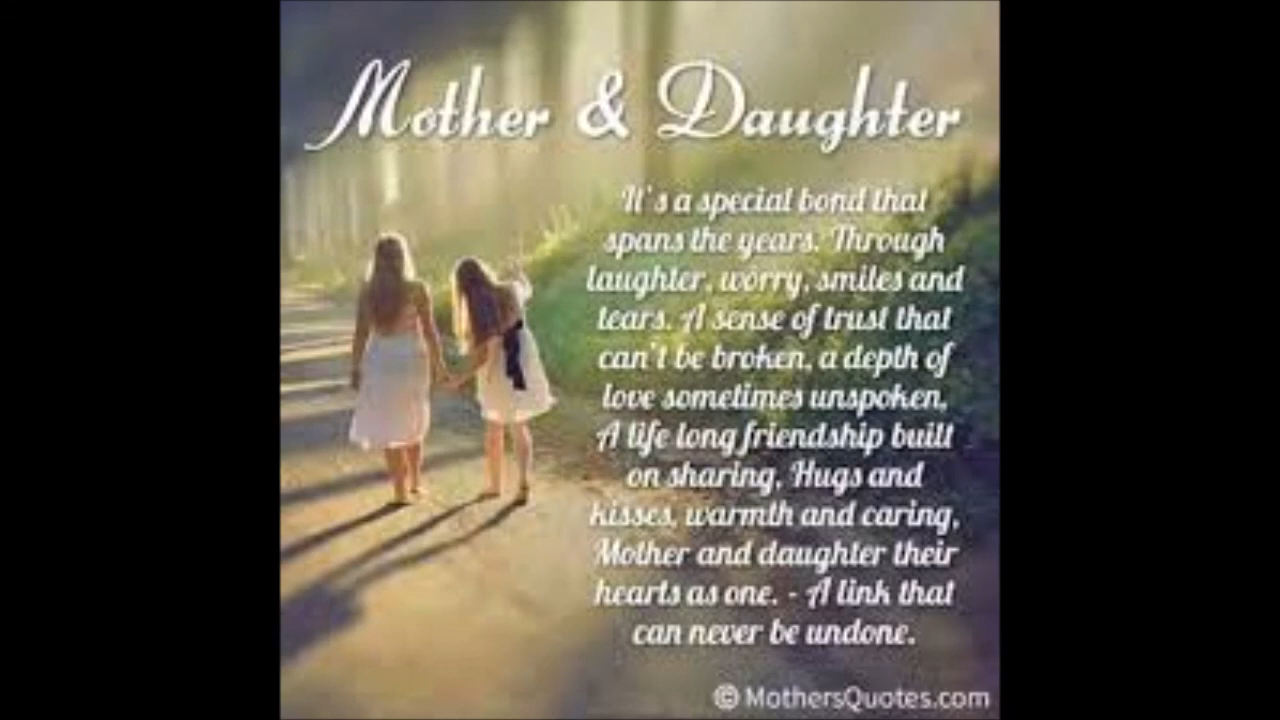 Mother & Daughter
It's a special bond that
spans the years. Through
laughter, worry, smiles and
tears. A sense of trust that
can't be broken, a depth of
love sometimes unspoken,
A life long friendship built
on sharing, Hugs and
kisses, warmth and caring,
Mother and daughter their
hearts as one. - A link that
can never be undone.
© MothersQuotes.com